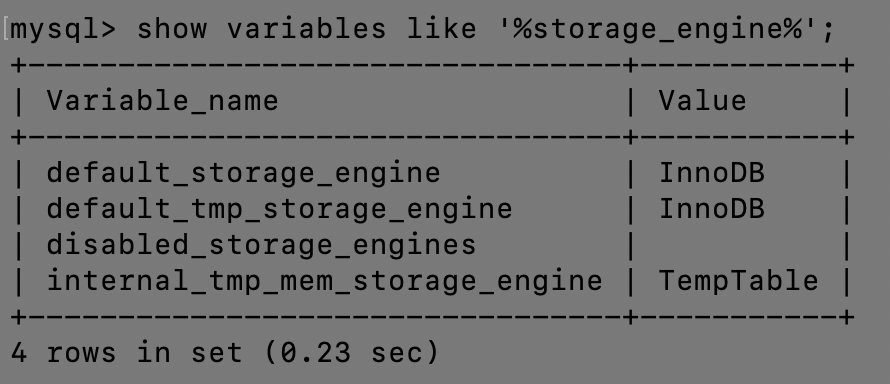 mysql> show variables like '%storage_engine%';
+---------------------------------+-----------+
| Variable_name                   | Value     |
+---------------------------------+-----------+
| default_storage_engine          | InnoDB    |
| default_tmp_storage_engine      | InnoDB    |
| disabled_storage_engines        |           |
| internal_tmp_mem_storage_engine | TempTable |
+---------------------------------+-----------+
4 rows in set (0.23 sec)